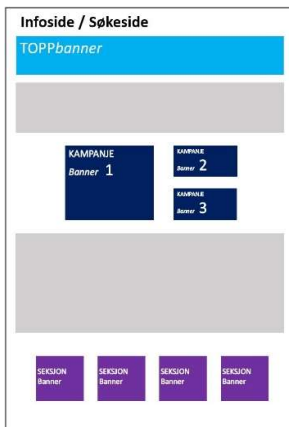 Infoside / Søkeside
TOPPbanner
KAMPANJE
Banner 1
KAMPANJE
Banner 2
KAMPANJE
Banner 3
SEKSJON
Banner
SEKSJON
Banner
SEKSJON
Banner
SEKSJON
Banner